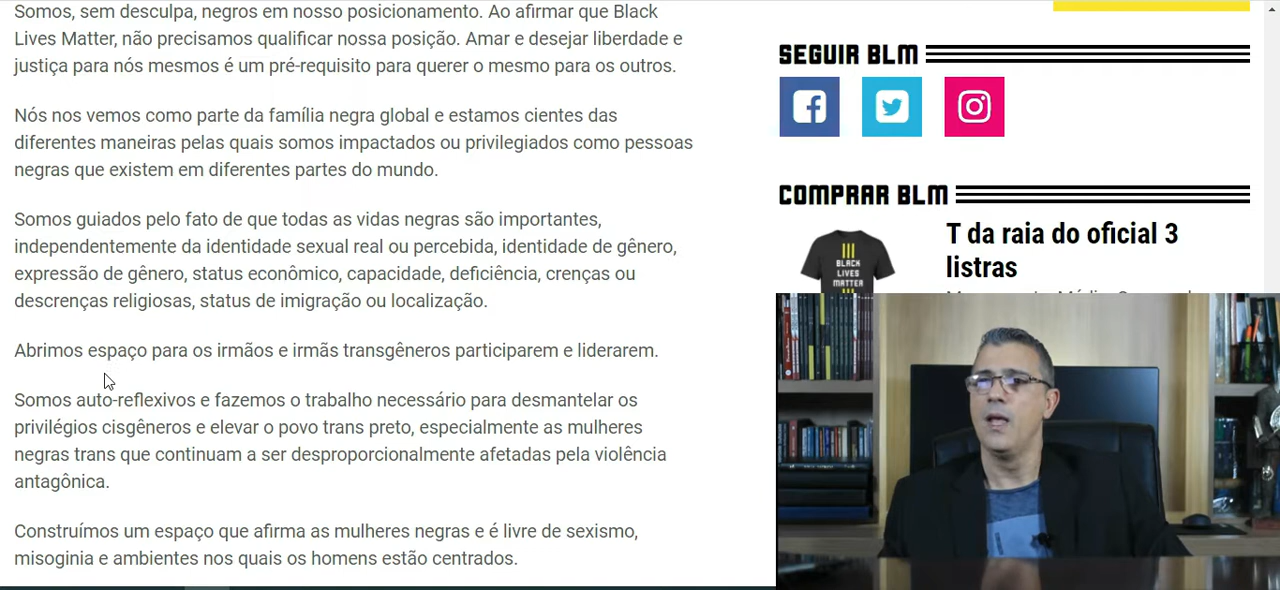 Somos, sem desculpa, negros em nosso posicionamento. Ao afirmar que Black
Lives Matter, não precisamos qualificar nossa posição. Amar e desejar liberdade e
justiça para nós mesmos é um pré-requisito para querer o mesmo para os outros.
Nós nos vemos como parte da família negra global e estamos cientes das
diferentes maneiras pelas quais somos impactados ou privilegiados como pessoas
negras que existem em diferentes partes do mundo.
Somos guiados pelo fato de que todas as vidas negras são importantes,
independentemente da identidade sexual real ou percebida, identidade de gênero,
expressão de gênero, status econômico, capacidade, deficiência, crenças ou
descrenças religiosas, status de imigração ou localização.
Abrimos espaço para os irmãos e irmãs transgêneros participarem e liderarem.
Somos auto-reflexivos e fazemos o trabalho necessário para desmantelar os
privilégios cisgêneros e elevar o povo trans preto, especialmente as mulheres
negras trans que continuam a ser desproporcionalmente afetadas pela violência
antagônica.
Construímos um espaço que afirma as mulheres negras e é livre de sexismo,
misoginia e ambientes nos quais os homens estão centrados.
SEGUIR BLM
COMPRAR BLM
T da raia do oficial 3
listras
BLACK
LIVES
MATTER